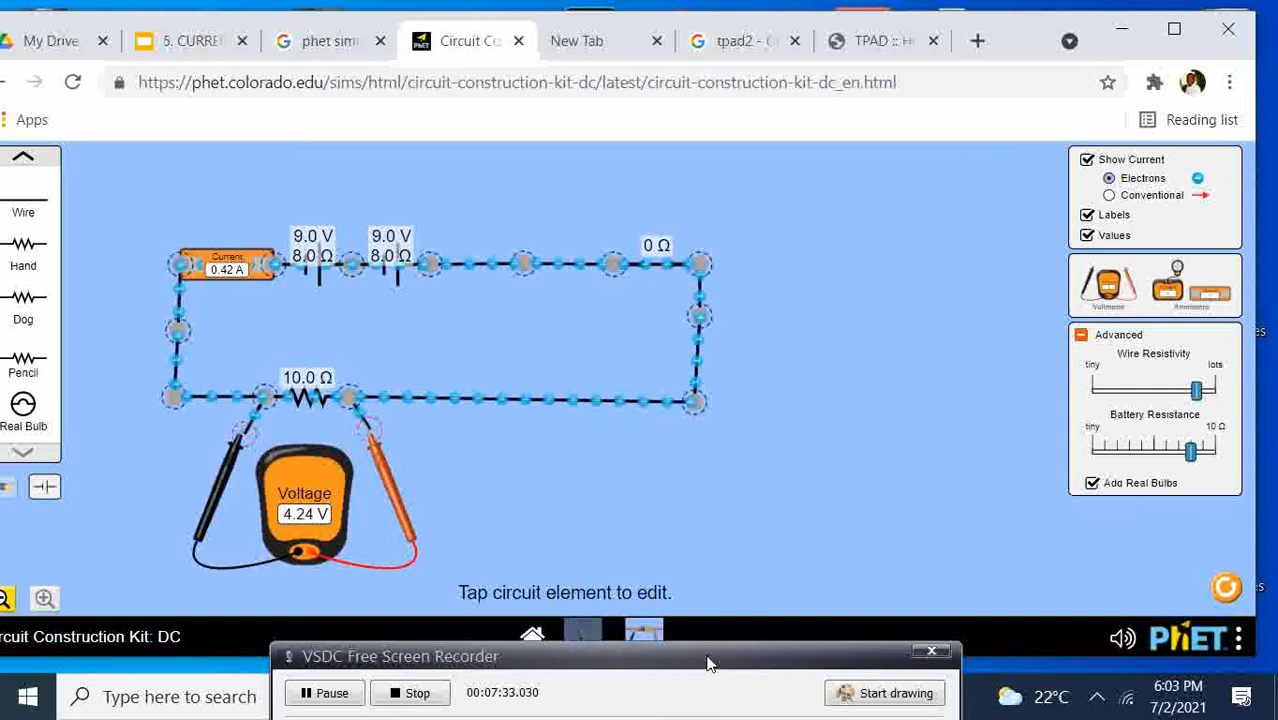 My Drive
5. CURRE
phet sim
Circuit Co
New Tab
tpad2 - G
TPAD :: H
https://phet.colorado.edu/sims/html/circuit-construction-kit-dc/latest/circuit-construction-kit-dc_en.html
Apps
Reading list
Wire
Hand
Dog
Pencil
Real Bulb
9.0 V
8.0 Ω
9.0 V
8.0 Ω
0 Ω
Current
0.42 A
10.0 Ω
Voltage
4.24 V
Tap circuit element to edit.
Show Current
Electrons
Conventional
Labels
Values
Voltmeter
Ammeters
Advanced
Wire Resistivity
tiny
lots
Battery Resistance
tiny
10 Ω
Add Real Bulbs
rcuit Construction Kit: DC
PhET
VSDC Free Screen Recorder
Pause
Stop
00:07:33.030
Start drawing
Type here to search
22°C
6:03 PM
7/2/2021